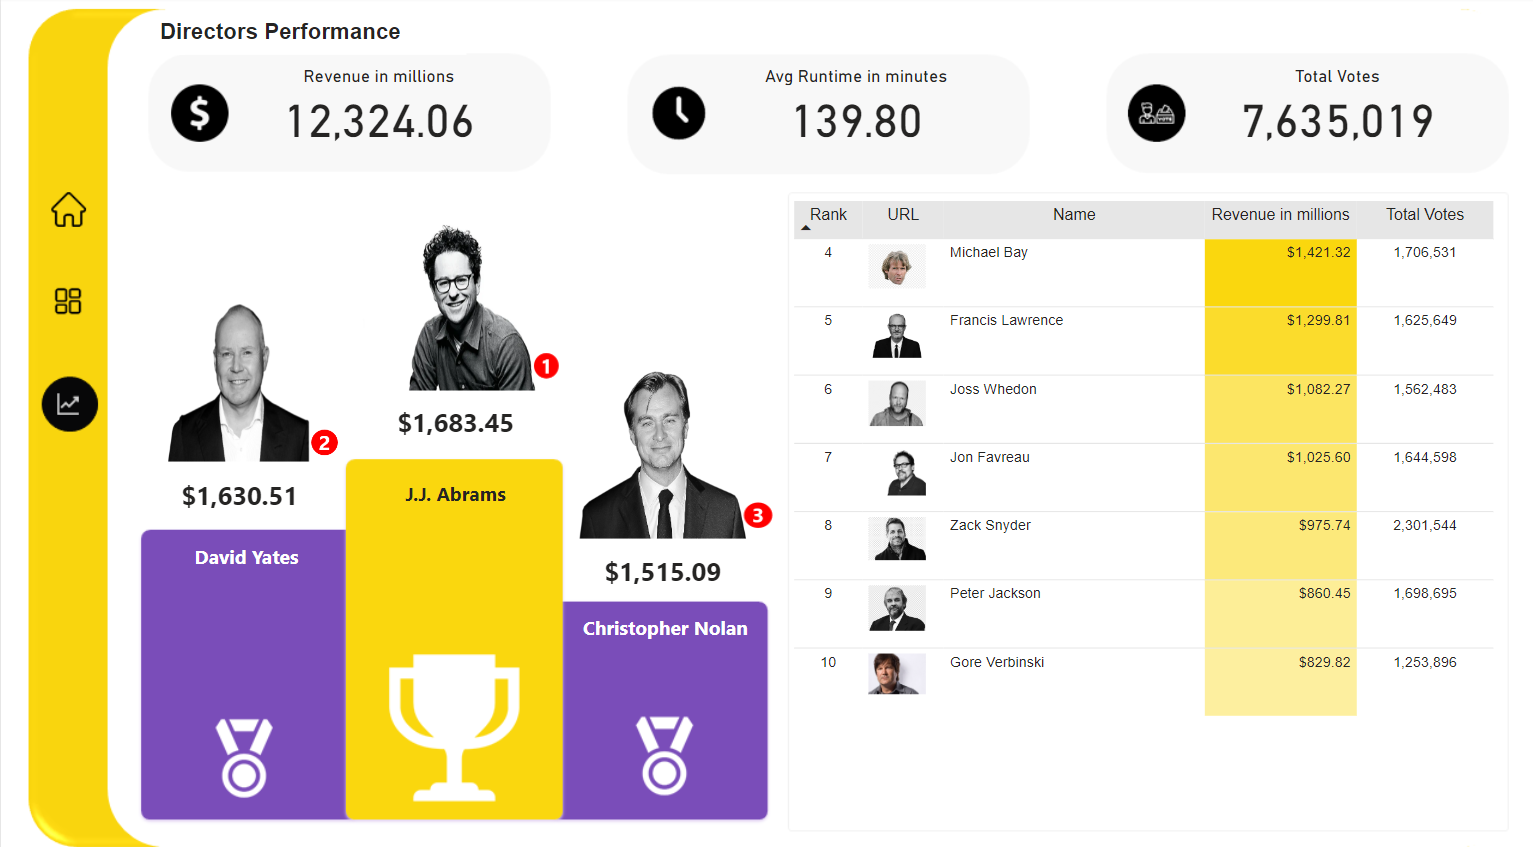 Directors Performance
Revenue in millions
12,324.06
Avg Runtime in minutes
139.80
Total Votes
7,635,019
1
$1,683.45
J.J. Abrams
2
$1,630.51
David Yates
3
$1,515.09
Christopher Nolan
Rank URL Name Revenue in millions Total Votes
4 Michael Bay $1,421.32 1,706,531
5 Francis Lawrence $1,299.81 1,625,649
6 Joss Whedon $1,082.27 1,562,483
7 Jon Favreau $1,025.60 1,644,598
8 Zack Snyder $975.74 2,301,544
9 Peter Jackson $860.45 1,698,695
10 Gore Verbinski $829.82 1,253,896